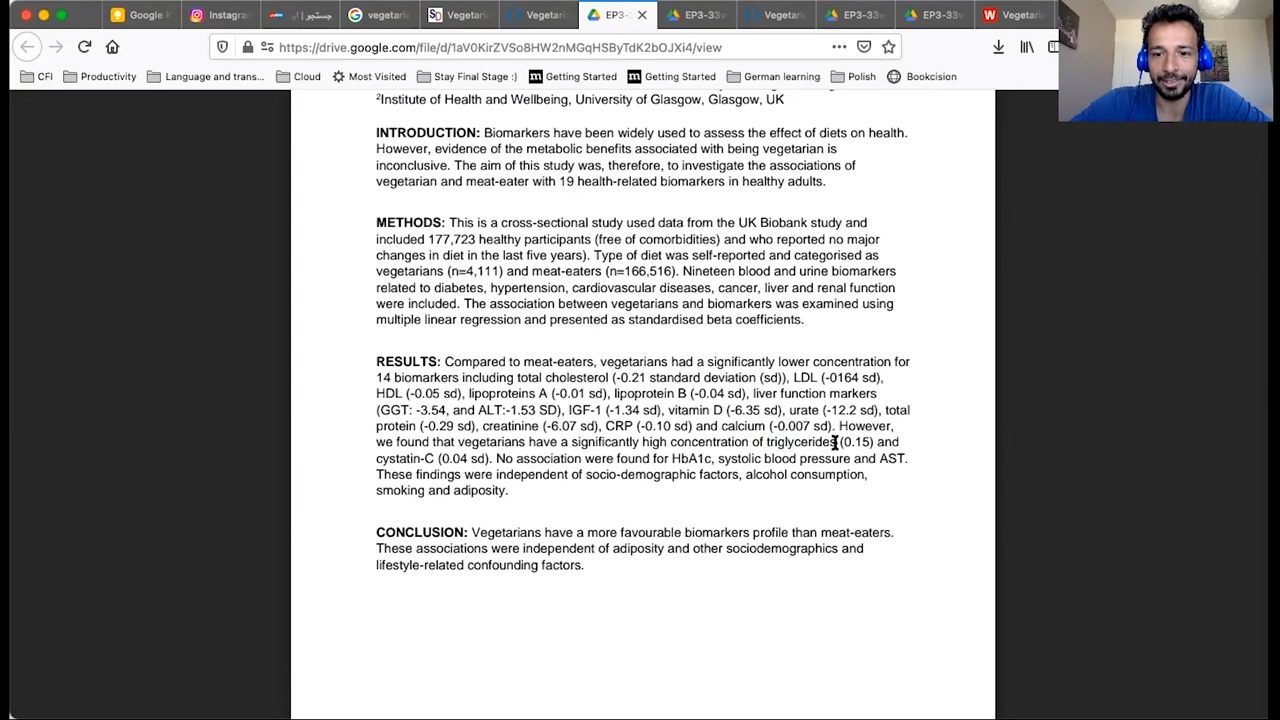 Google
Instagram
جستجو
vegetaria
Vegetaria
Vegetari
EP3-3
EP3-33v
Vegetari
EP3-33v
EP3-33v
Vegetari
https://drive.google.com/file/d/1aV0KirZVSo8HW2nMGqHSByTdK2bOJXi4/view
CFI Productivity Language and trans... Cloud Most Visited Stay Final Stage :) Getting Started Getting Started German learning Polish Bookcision
²Institute of Health and Wellbeing, University of Glasgow, Glasgow, UK
INTRODUCTION: Biomarkers have been widely used to assess the effect of diets on health.
However, evidence of the metabolic benefits associated with being vegetarian is
inconclusive. The aim of this study was, therefore, to investigate the associations of
vegetarian and meat-eater with 19 health-related biomarkers in healthy adults.
METHODS: This is a cross-sectional study used data from the UK Biobank study and
included 177,723 healthy participants (free of comorbidities) and who reported no major
changes in diet in the last five years). Type of diet was self-reported and categorised as
vegetarians (n=4,111) and meat-eaters (n=166,516). Nineteen blood and urine biomarkers
related to diabetes, hypertension, cardiovascular diseases, cancer, liver and renal function
were included. The association between vegetarians and biomarkers was examined using
multiple linear regression and presented as standardised beta coefficients.
RESULTS: Compared to meat-eaters, vegetarians had a significantly lower concentration for
14 biomarkers including total cholesterol (-0.21 standard deviation (sd)), LDL (-0164 sd),
HDL (-0.05 sd), lipoproteins A (-0.01 sd), lipoprotein B (-0.04 sd), liver function markers
(GGT: -3.54, and ALT:-1.53 SD), IGF-1 (-1.34 sd), vitamin D (-6.35 sd), urate (-12.2 sd), total
protein (-0.29 sd), creatinine (-6.07 sd), CRP (-0.10 sd) and calcium (-0.007 sd). However,
we found that vegetarians have a significantly high concentration of triglycerides (0.15) and
cystatin-C (0.04 sd). No association were found for HbA1c, systolic blood pressure and AST.
These findings were independent of socio-demographic factors, alcohol consumption,
smoking and adiposity.
CONCLUSION: Vegetarians have a more favourable biomarkers profile than meat-eaters.
These associations were independent of adiposity and other sociodemographics and
lifestyle-related confounding factors.